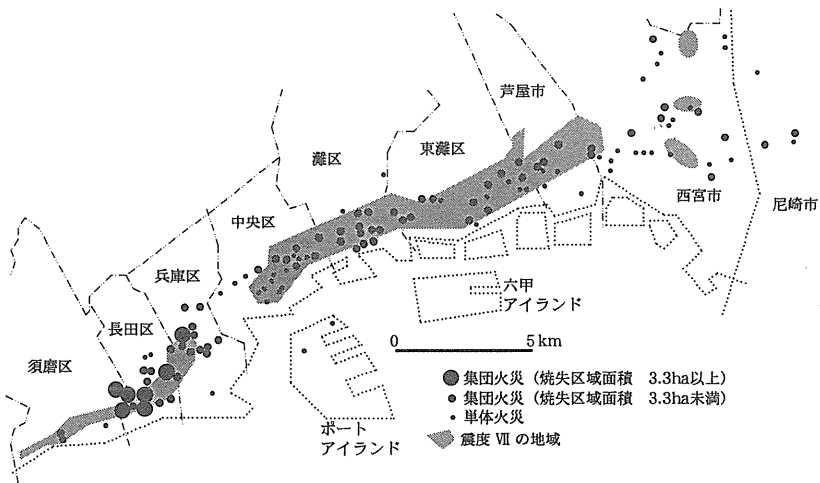 芦屋市
東灘区
灘区
中央区
西宮市
尼崎市
兵庫区
長田区
須磨区
六甲
アイランド
ポート
アイランド
0 5 km
集団火災（焼失区域面積 3.3ha以上）
集団火災（焼失区域面積 3.3ha未満）
単体火災
震度 Ⅶ の地域